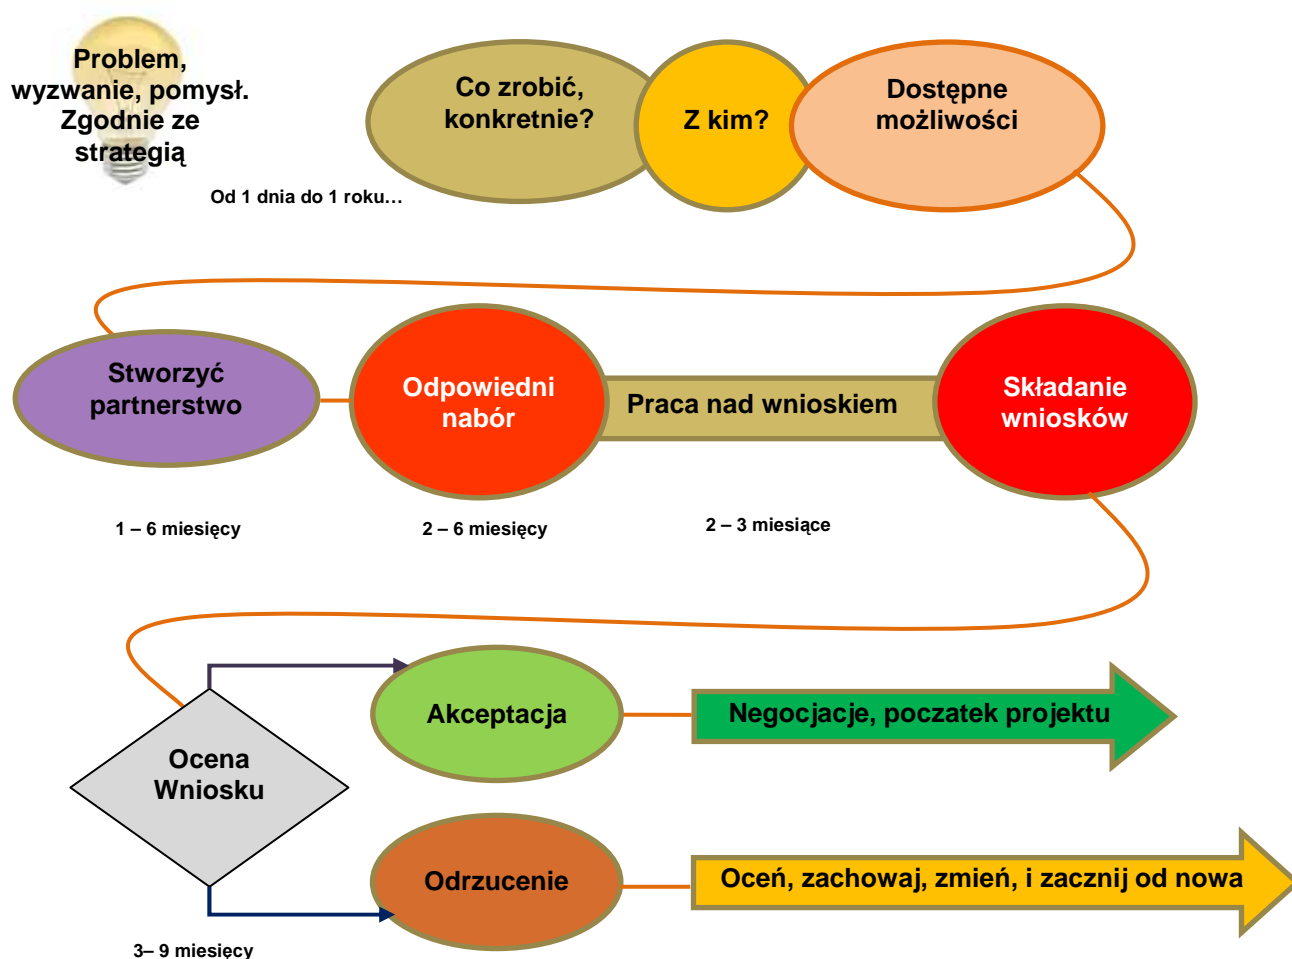 Problem,
wyzwanie, pomysł.
Zgodnie ze
strategią
Co zrobić,
konkretnie?
Z kim?
Dostępne
możliwości
Od 1 dnia do 1 roku…
Stworzyć
partnerstwo
Odpowiedni
nabór
Praca nad wnioskiem
Składanie
wniosków
1 – 6 miesięcy
2 – 6 miesięcy
2 – 3 miesiące
Akceptacja
Negocjacje, poczatek projektu
Ocena
Wniosku
Odrzucenie
Oceń, zachowaj, zmień, i zacznij od nowa
3– 9 miesięcy